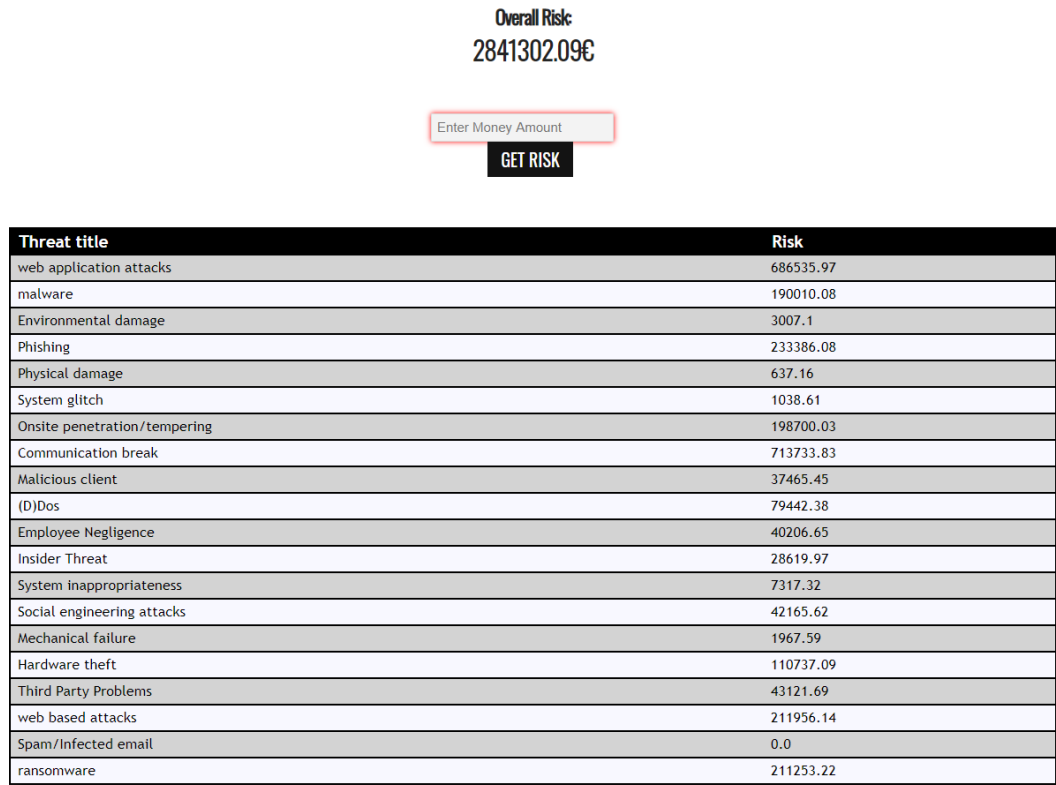 Overall Risk:
2841302.09€
Enter Money Amount
GET RISK
Threat title Risk
web application attacks 686535.97
malware 190010.08
Environmental damage 3007.1
Phishing 233386.08
Physical damage 637.16
System glitch 1038.61
Onsite penetration/tempering 198700.03
Communication break 713733.83
Malicious client 37465.45
(D)Dos 79442.38
Employee Negligence 40206.65
Insider Threat 28619.97
System inappropriateness 7317.32
Social engineering attacks 42165.62
Mechanical failure 1967.59
Hardware theft 110737.09
Third Party Problems 43121.69
web based attacks 211956.14
Spam/Infected email 0.0
ransomware 211253.22